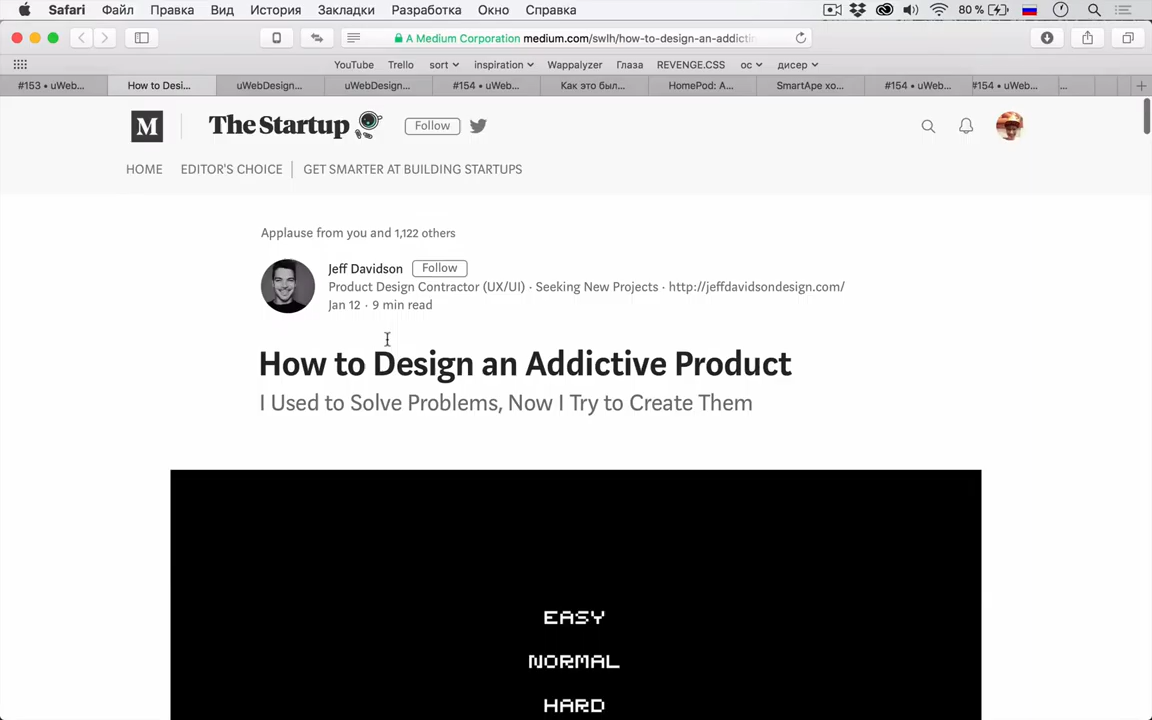 Safari Файл Правка Вид История Закладки Разработка Окно Справка 80 %
A Medium Corporation medium.com/swlh/how-to-design-an-addictin
YouTube Trello sort inspiration Wappalyzer Глаза REVENGE.CSS ос дисер
#153 • uWeb... How to Desi... uWebDesign... uWebDesign... #154 • uWeb... Как это был... HomePod: A... SmartApe хо... #154 • uWeb... #154 • uWeb... ...
M The Startup Follow
HOME EDITOR'S CHOICE GET SMARTER AT BUILDING STARTUPS
Applause from you and 1,122 others
Jeff Davidson Follow
Product Design Contractor (UX/UI) · Seeking New Projects · http://jeffdavidsondesign.com/
Jan 12 · 9 min read
How to Design an Addictive Product
I Used to Solve Problems, Now I Try to Create Them
EASY
NORMAL
HARD